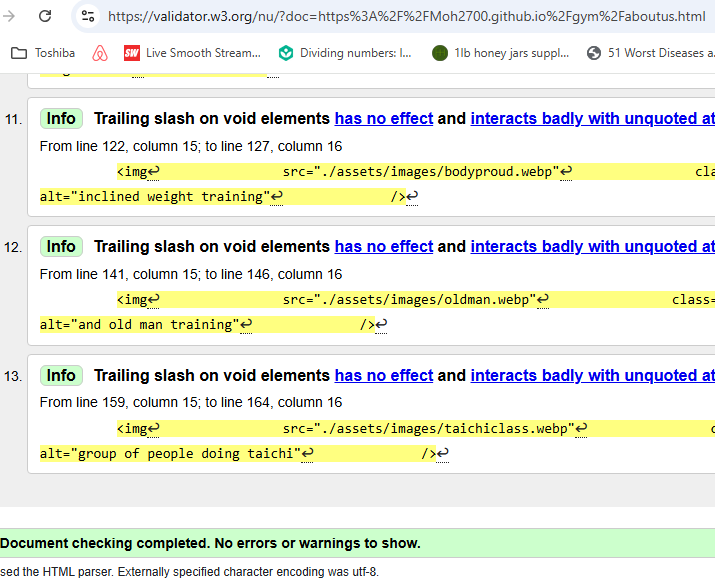 https://validator.w3.org/nu/?doc=https%3A%2F%2FMoh2700.github.io%2Fgym%2Faboutus.html
Toshiba SW Live Smooth Stream... Dividing numbers: I... 1lb honey jars suppl... 51 Worst Diseases a
11. Info Trailing slash on void elements has no effect and interacts badly with unquoted at
From line 122, column 15; to line 127, column 16
<img↩ src="./assets/images/bodyproud.webp"↩ cla
alt="inclined weight training"↩ />↩
12. Info Trailing slash on void elements has no effect and interacts badly with unquoted at
From line 141, column 15; to line 146, column 16
<img↩ src="./assets/images/oldman.webp"↩ class=
alt="and old man training"↩ />↩
13. Info Trailing slash on void elements has no effect and interacts badly with unquoted at
From line 159, column 15; to line 164, column 16
<img↩ src="./assets/images/taichiclass.webp"↩ c
alt="group of people doing taichi"↩ />↩
Document checking completed. No errors or warnings to show.
sed the HTML parser. Externally specified character encoding was utf-8.